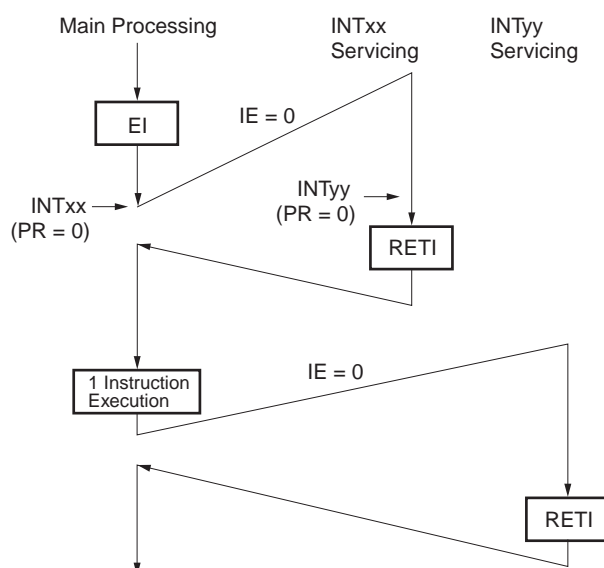 Main Processing
INTxx
Servicing
INTyy
Servicing
EI
IE = 0
INTxx
(PR = 0)
INTyy
(PR = 0)
RETI
1 Instruction
Execution
IE = 0
RETI